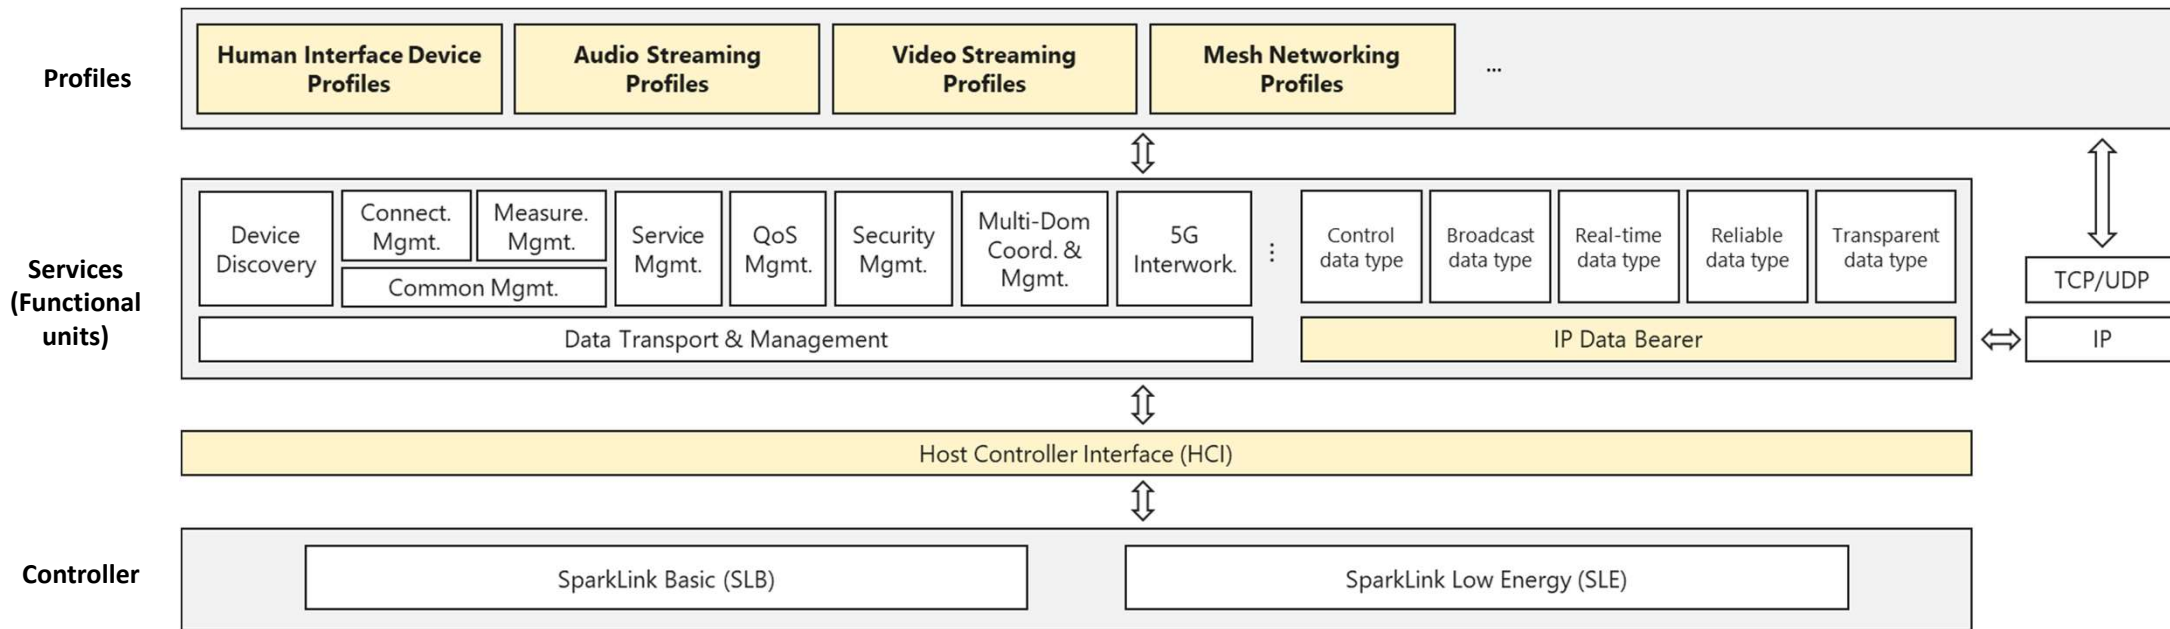 Profiles
Human Interface Device
Profiles
Audio Streaming
Profiles
Video Streaming
Profiles
Mesh Networking
Profiles
...
Services
(Functional
units)
Device
Discovery
Connect.
Mgmt.
Measure.
Mgmt.
Common Mgmt.
Service
Mgmt.
QoS
Mgmt.
Security
Mgmt.
Multi-Dom
Coord. &
Mgmt.
5G
Interwork.
...
Control
data type
Broadcast
data type
Real-time
data type
Reliable
data type
Transparent
data type
Data Transport & Management
IP Data Bearer
TCP/UDP
IP
Host Controller Interface (HCI)
Controller
SparkLink Basic (SLB)
SparkLink Low Energy (SLE)